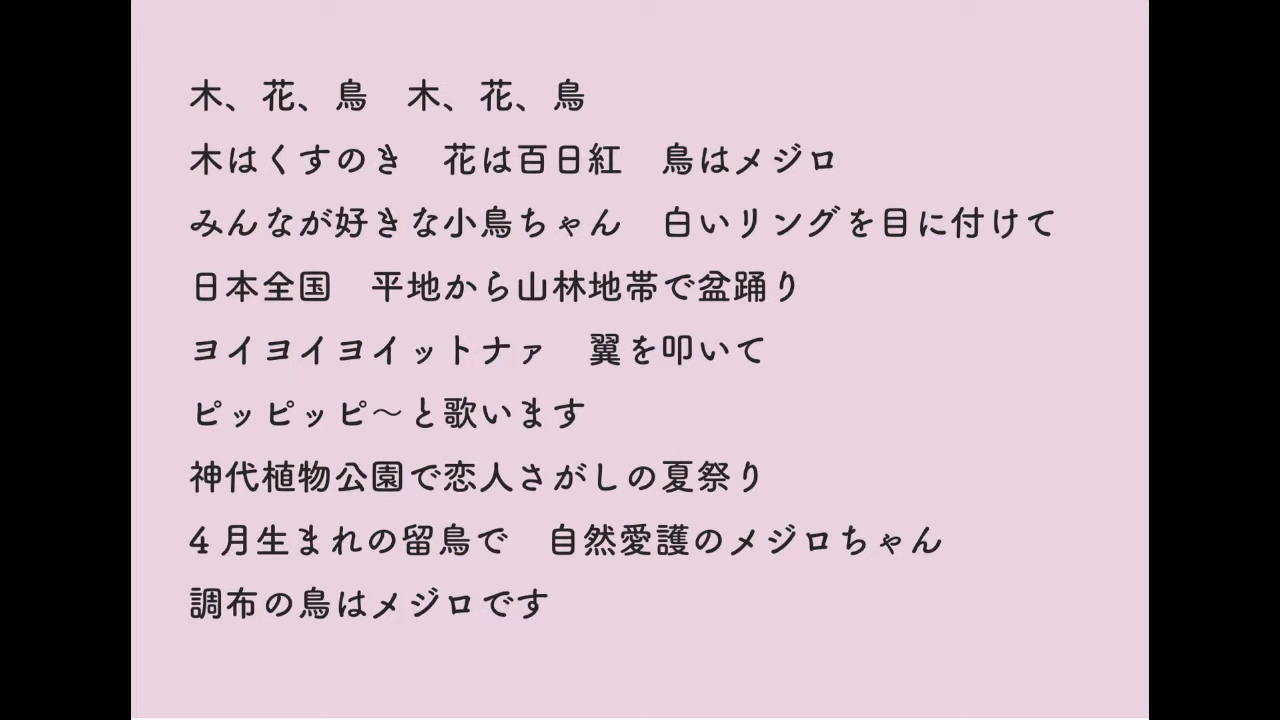 木、花、鳥　木、花、鳥
木はくすのき　花は百日紅　鳥はメジロ
みんなが好きな小鳥ちゃん　白いリングを目に付けて
日本全国　平地から山林地帯で盆踊り
ヨイヨイヨイットナァ　翼を叩いて
ピッピッピ〜と歌います
神代植物公園で恋人さがしの夏祭り
4月生まれの留鳥で　自然愛護のメジロちゃん
調布の鳥はメジロです